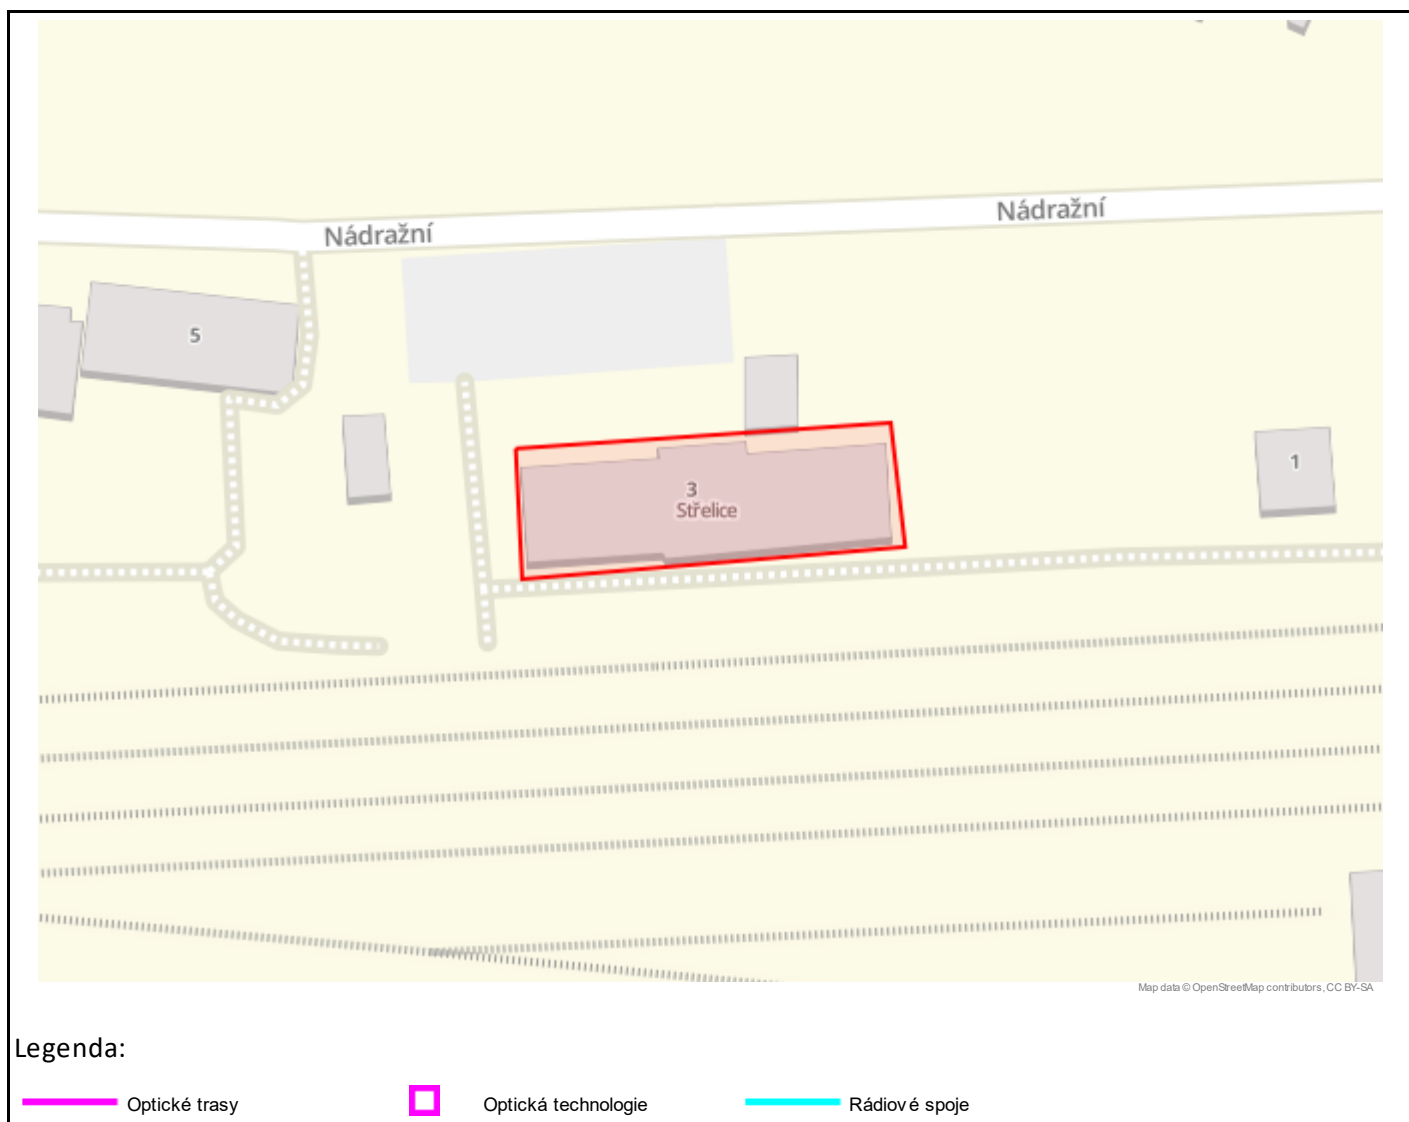 Nádražní
Nádražní
5
3
Střelice
1
Map data © OpenStreetMap contributors, CC BY-SA
Legenda:
Optické trasy
Optická technologie
Rádiové spoje